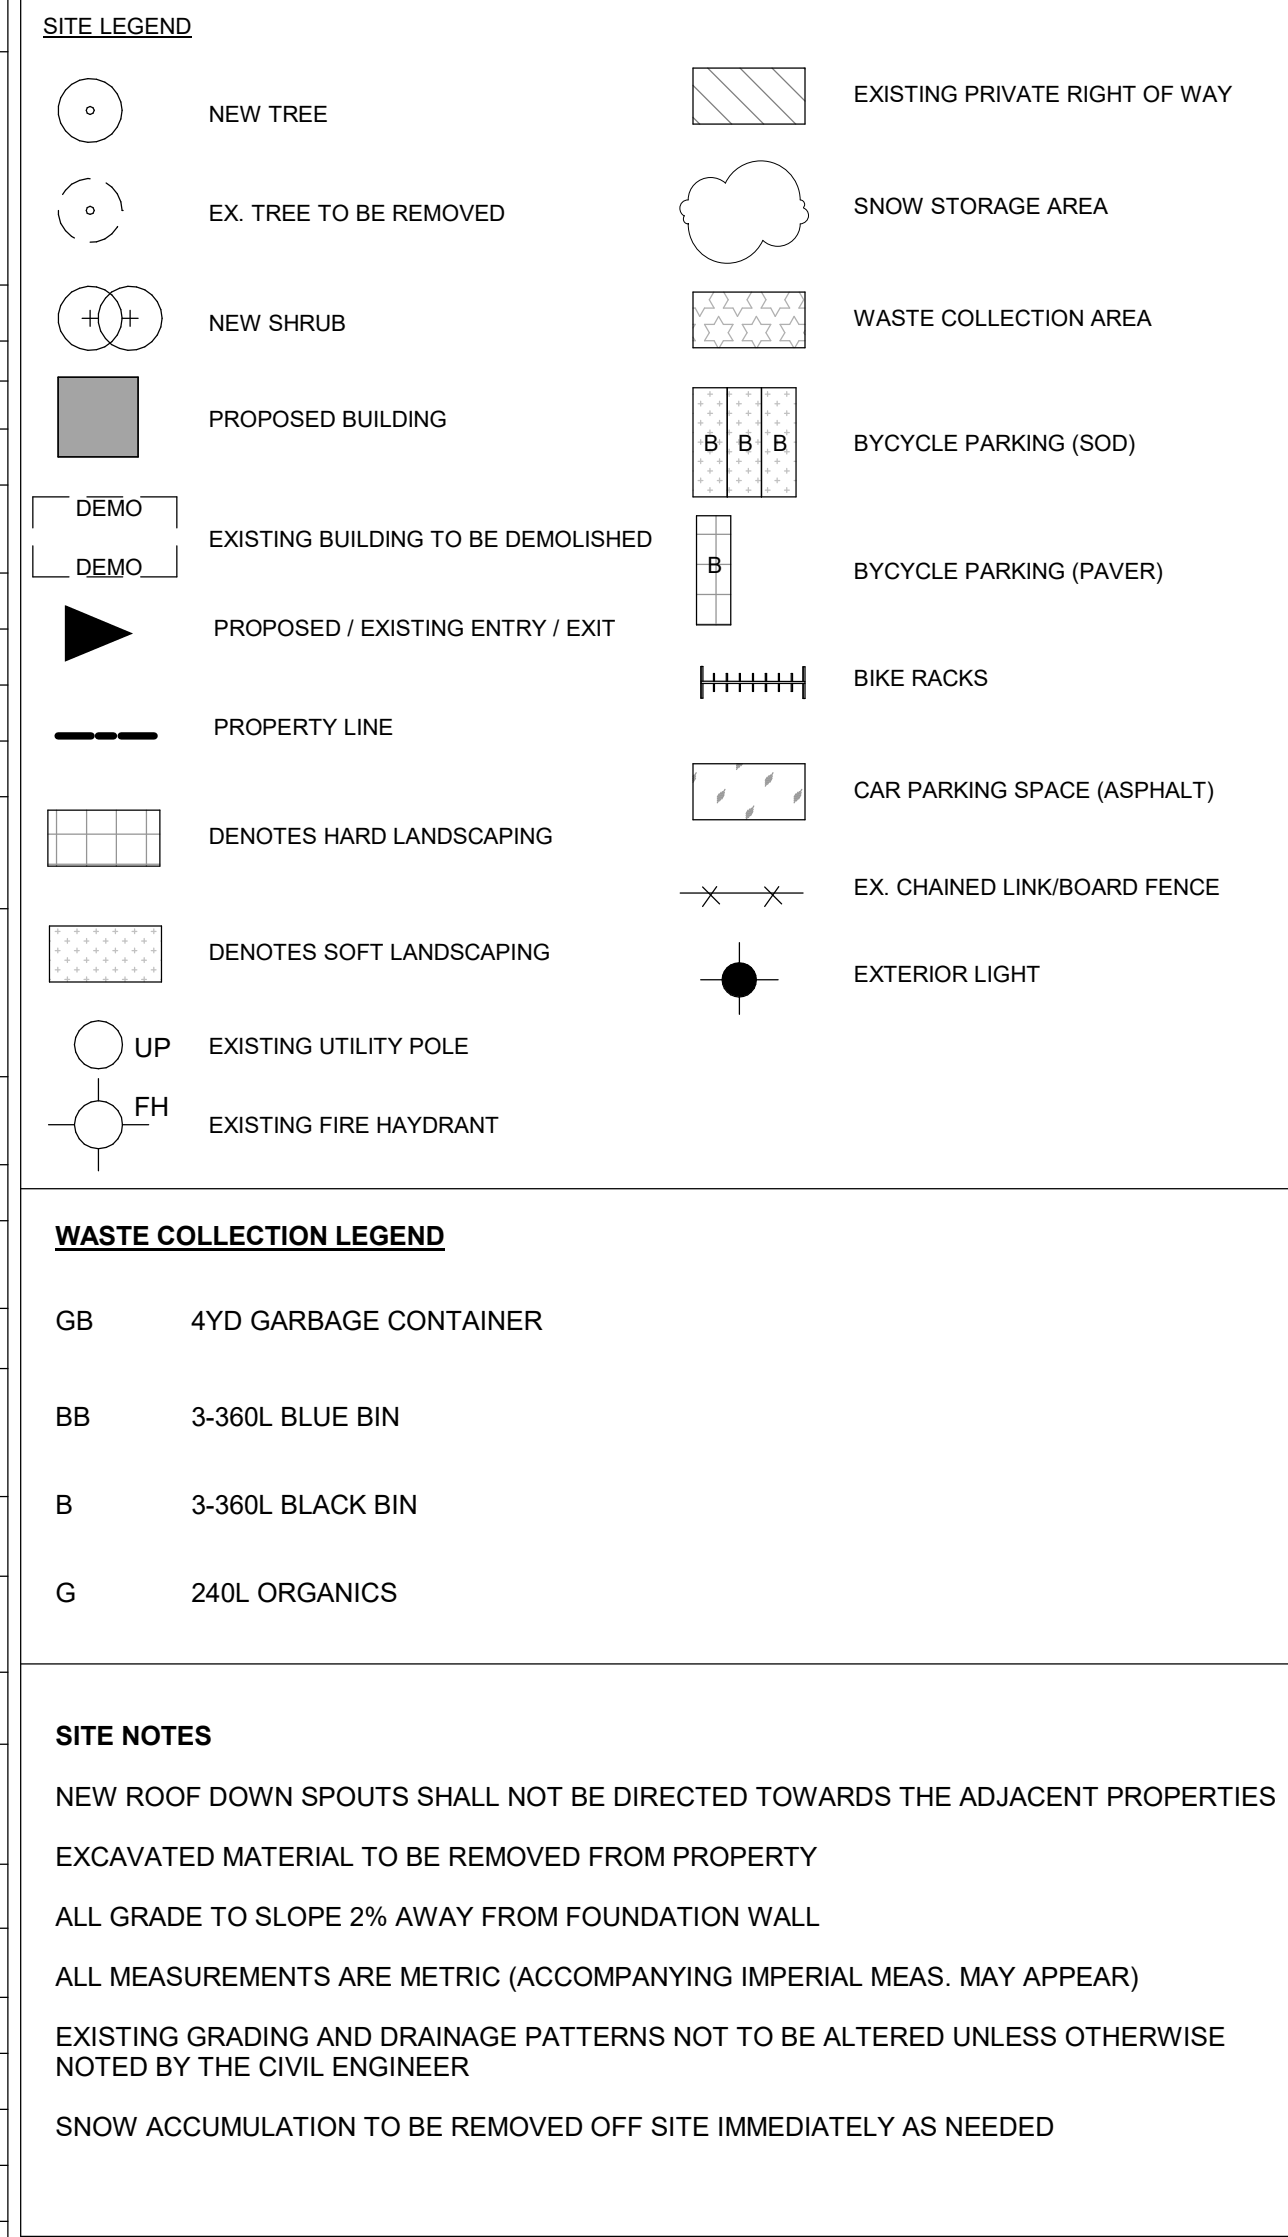 SITE LEGEND
NEW TREE
EX. TREE TO BE REMOVED
NEW SHRUB
PROPOSED BUILDING
DEMO
DEMO
EXISTING BUILDING TO BE DEMOLISHED
PROPOSED / EXISTING ENTRY / EXIT
PROPERTY LINE
DENOTES HARD LANDSCAPING
DENOTES SOFT LANDSCAPING
UP EXISTING UTILITY POLE
FH
EXISTING FIRE HAYDRANT
EXISTING PRIVATE RIGHT OF WAY
SNOW STORAGE AREA
WASTE COLLECTION AREA
B B B BYCYCLE PARKING (SOD)
B BYCYCLE PARKING (PAVER)
BIKE RACKS
CAR PARKING SPACE (ASPHALT)
EX. CHAINED LINK/BOARD FENCE
EXTERIOR LIGHT
WASTE COLLECTION LEGEND
GB 4YD GARBAGE CONTAINER
BB 3-360L BLUE BIN
B 3-360L BLACK BIN
G 240L ORGANICS
SITE NOTES
NEW ROOF DOWN SPOUTS SHALL NOT BE DIRECTED TOWARDS THE ADJACENT PROPERTIES
EXCAVATED MATERIAL TO BE REMOVED FROM PROPERTY
ALL GRADE TO SLOPE 2% AWAY FROM FOUNDATION WALL
ALL MEASUREMENTS ARE METRIC (ACCOMPANYING IMPERIAL MEAS. MAY APPEAR)
EXISTING GRADING AND DRAINAGE PATTERNS NOT TO BE ALTERED UNLESS OTHERWISE
NOTED BY THE CIVIL ENGINEER
SNOW ACCUMULATION TO BE REMOVED OFF SITE IMMEDIATELY AS NEEDED